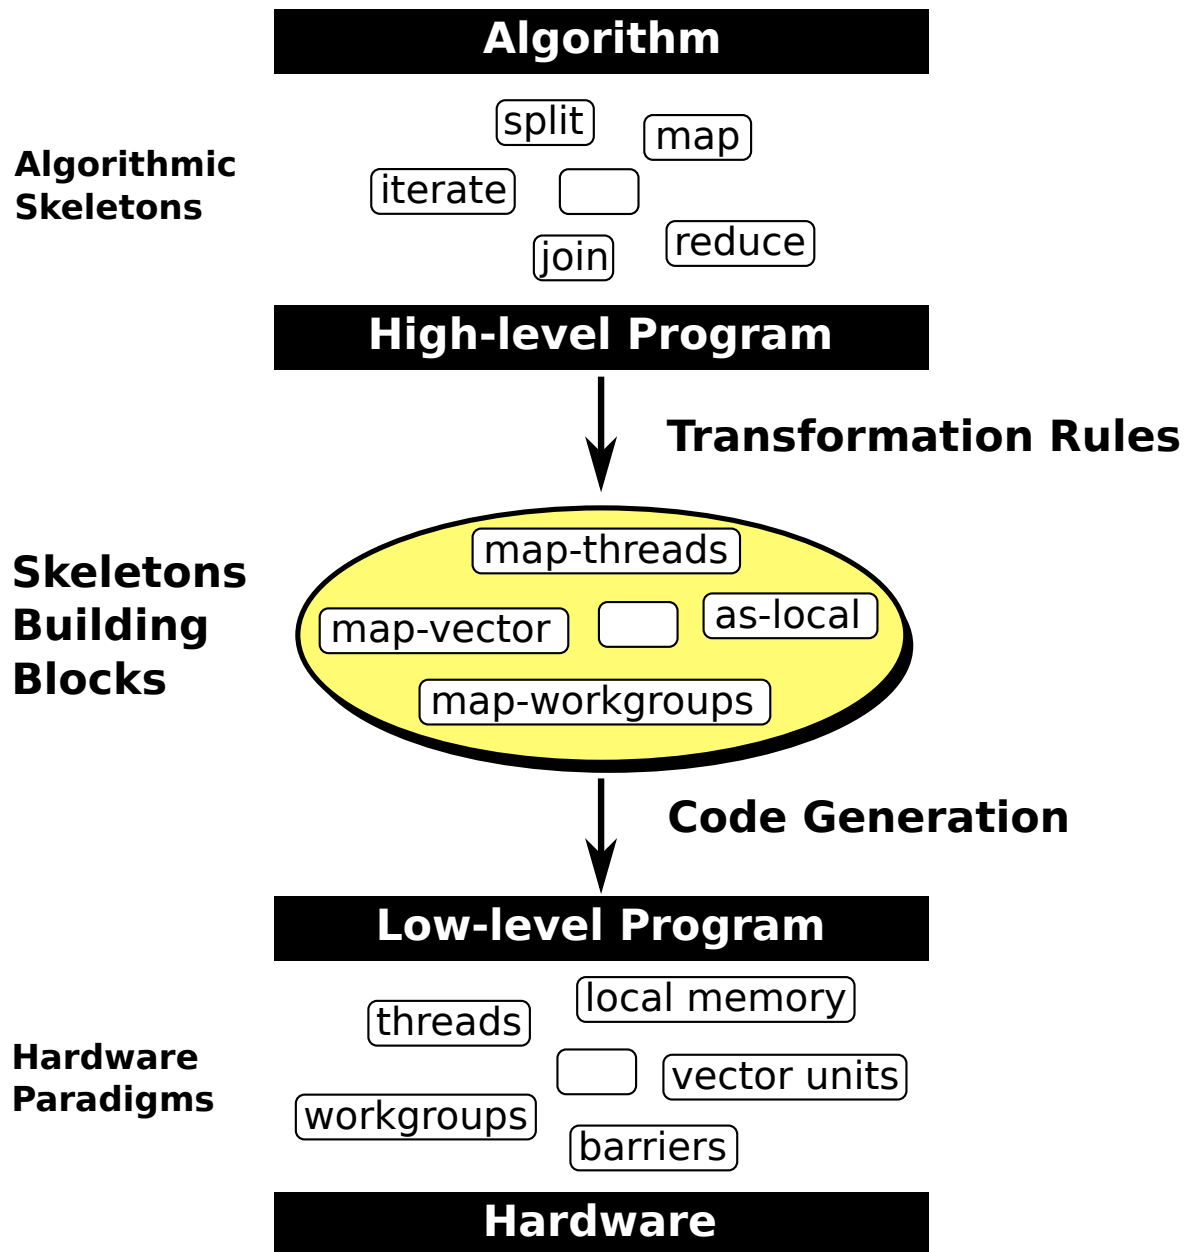 Algorithm
split
map
Algorithmic
Skeletons
iterate
reduce
join
High-level Program
Transformation Rules
map-threads
Skeletons
Building
Blocks
map-vector
as-local
map-workgroups
Code Generation
Low-level Program
local memory
threads
Hardware
Paradigms
vector units
workgroups
barriers
Hardware